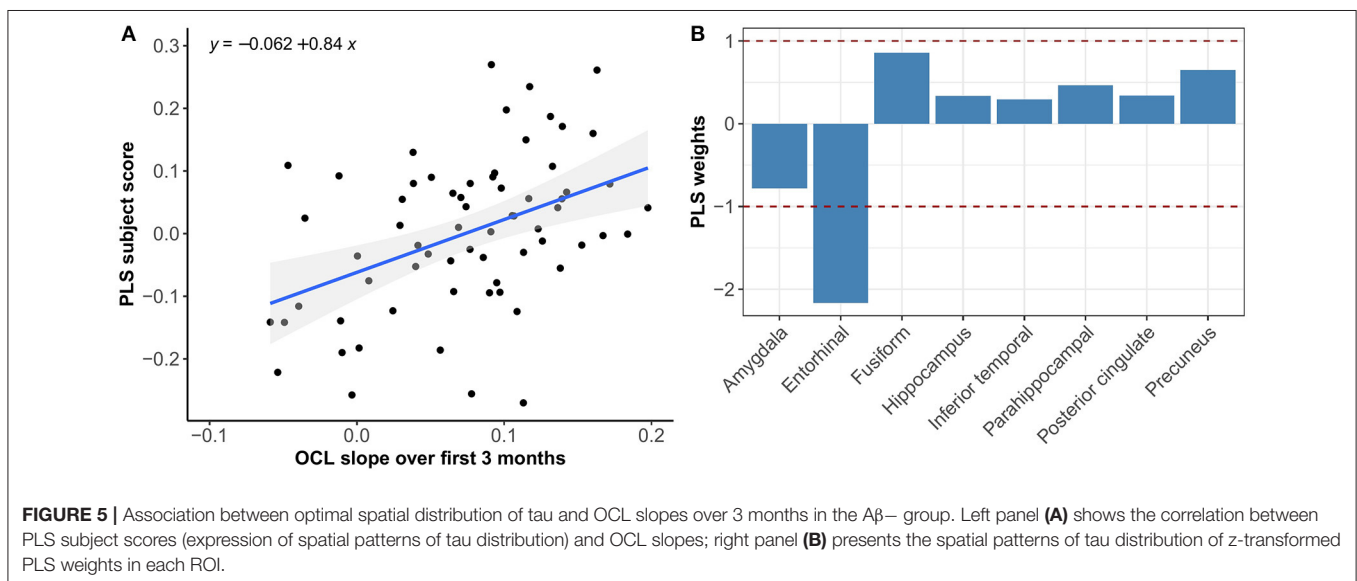 A
y = −0.062 +0.84 x
0.3
0.2
0.1
0.0
−0.1
−0.2
PLS subject score
−0.1
0.0
0.1
0.2
OCL slope over first 3 months
B
1
0
−1
−2
PLS weights
Amygdala
Entorhinal
Fusiform
Hippocampus
Inferior temporal
Parahippocampal
Posterior cingulate
Precuneus
FIGURE 5 | Association between optimal spatial distribution of tau and OCL slopes over 3 months in the Aβ− group. Left panel (A) shows the correlation between
PLS subject scores (expression of spatial patterns of tau distribution) and OCL slopes; right panel (B) presents the spatial patterns of tau distribution of z-transformed
PLS weights in each ROI.